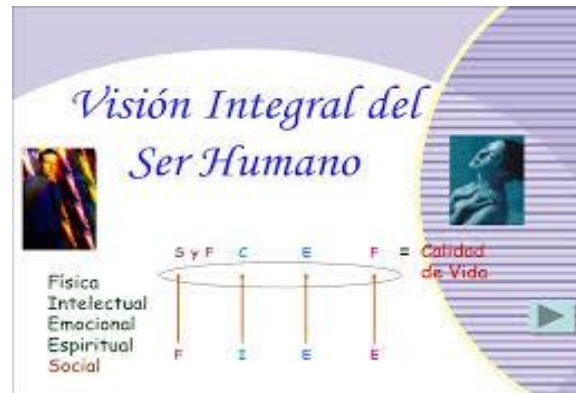 Visión Integral del
Ser Humano
S y F C E F = Calidad
de Vida
Física
Intelectual
Emocional
Espiritual
Social
F I E E